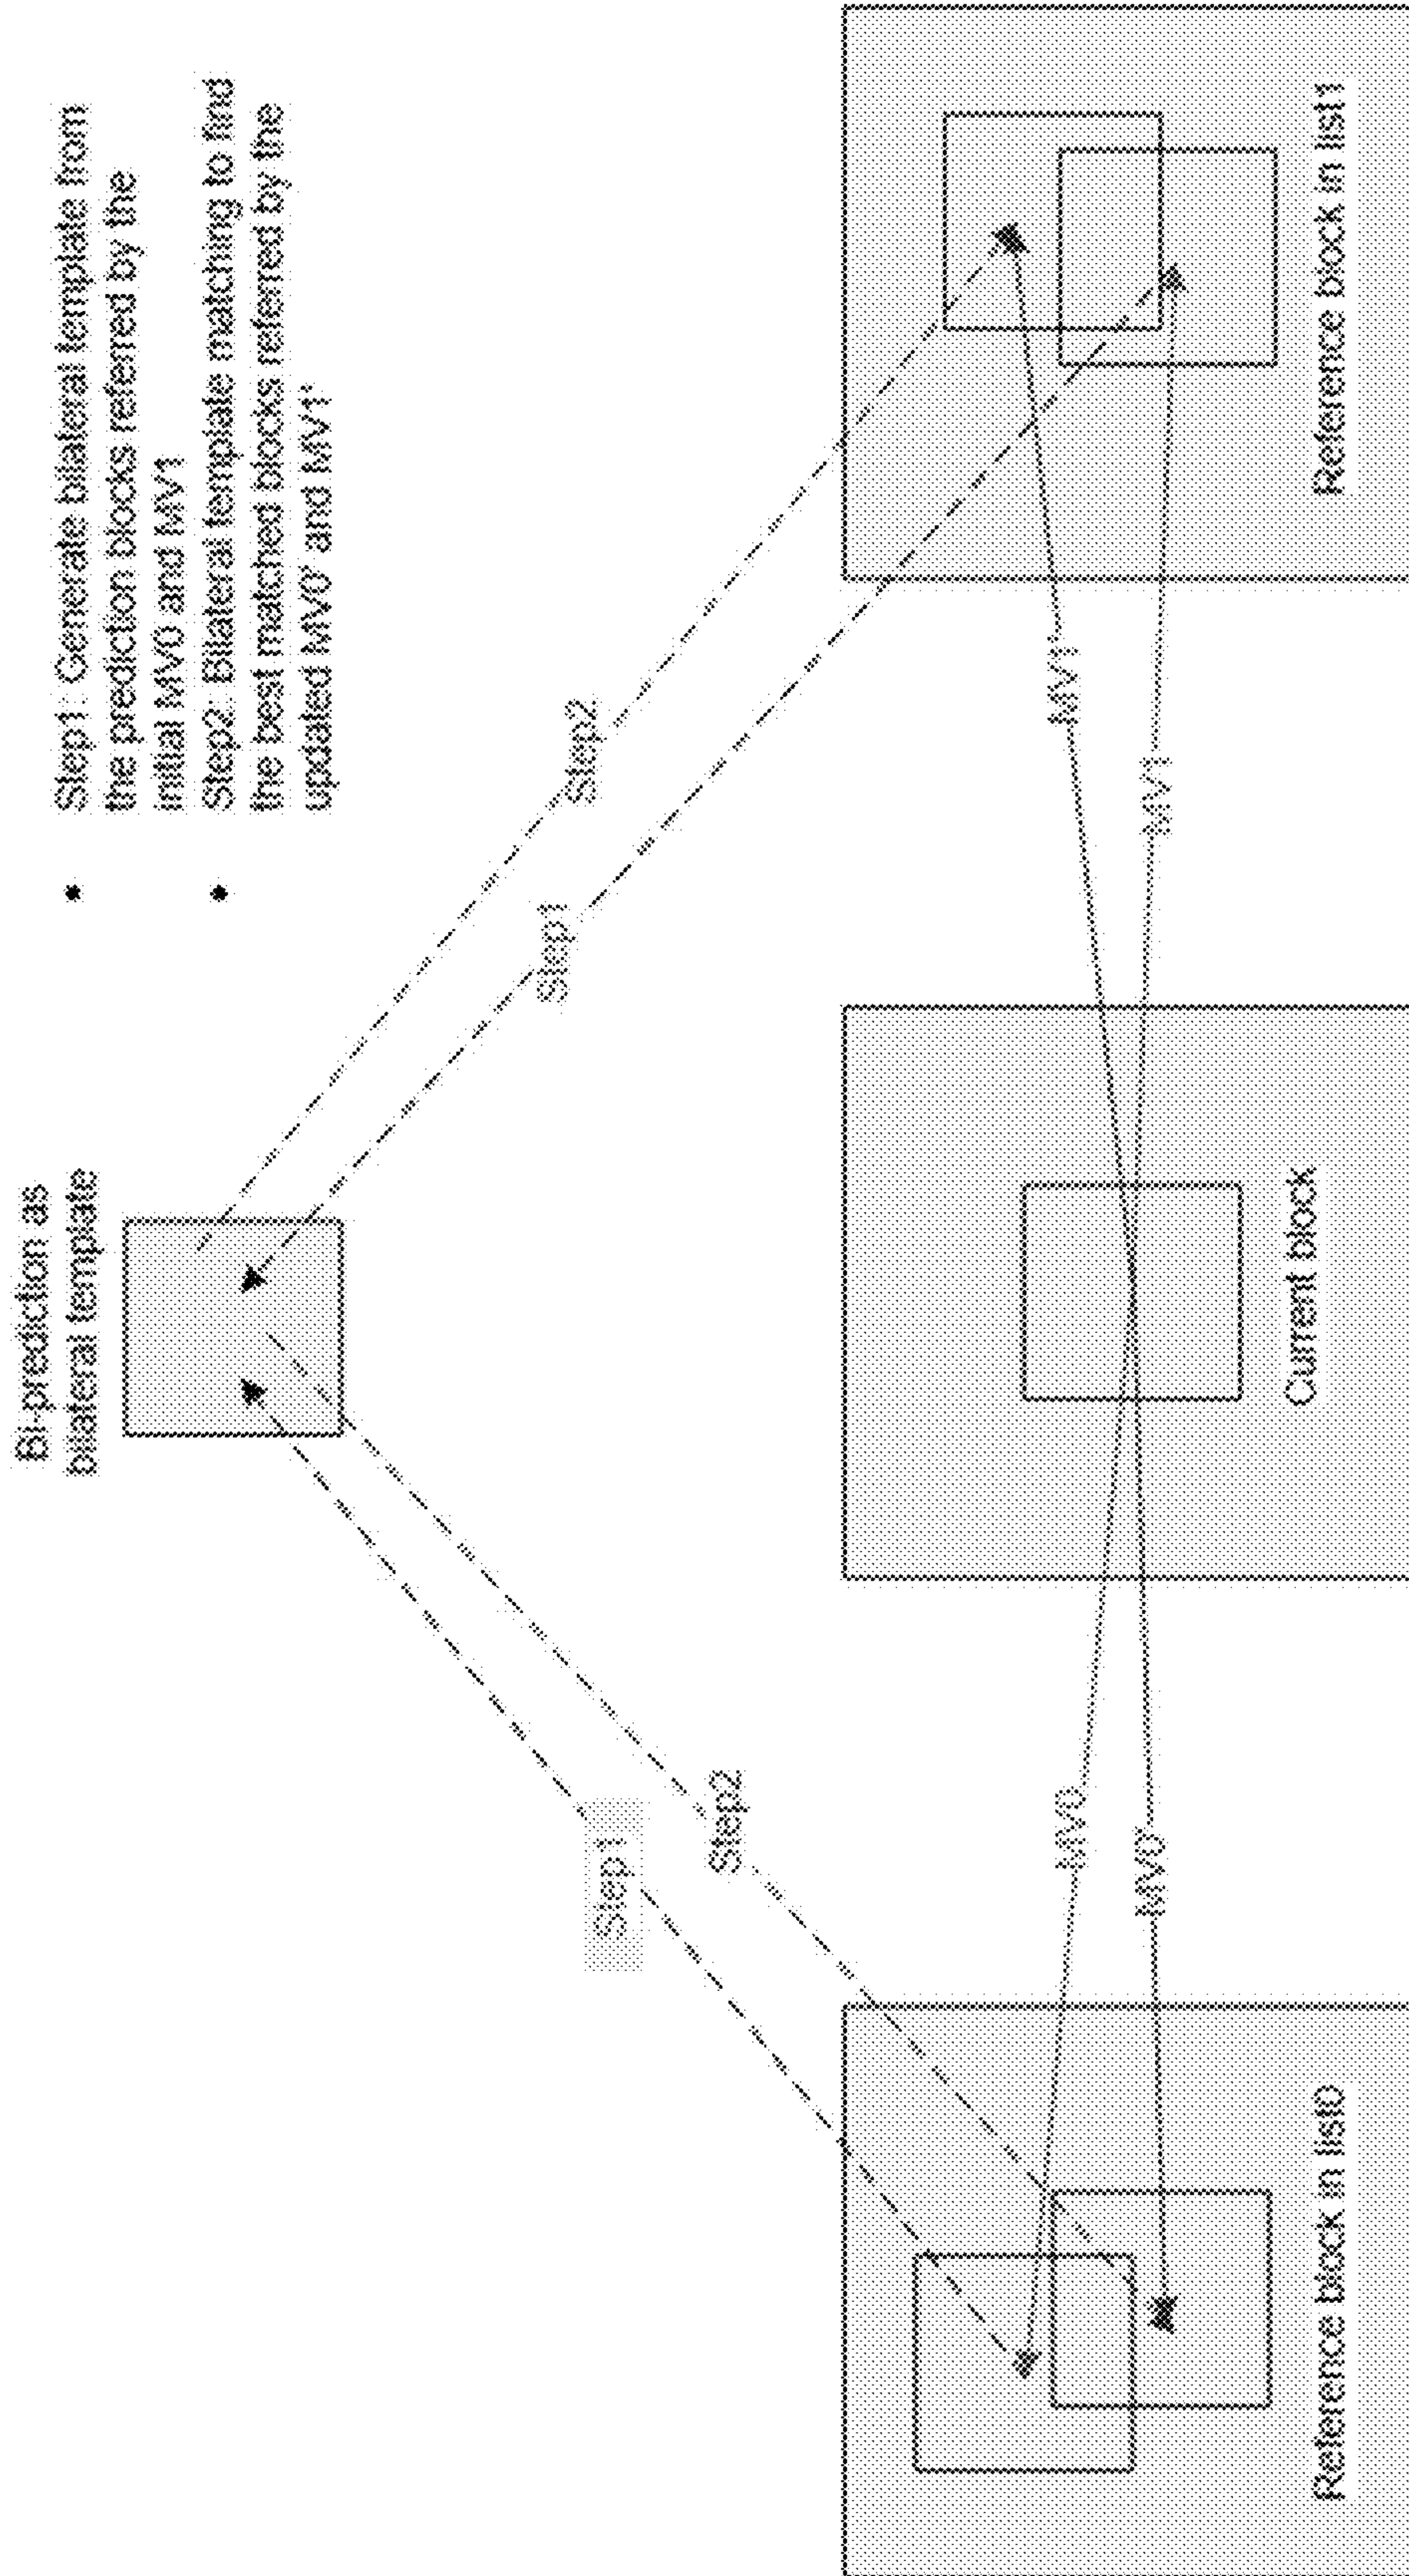 Bi-prediction as
bilateral template
• Step1: Generate bilateral template from
the prediction blocks referred by the
initial MV0 and MV1
• Step2: Bilateral template matching to find
the best matched blocks referred by the
updated MV0' and MV1'
Step1
Step2
Step1
Step2
MV0
MV0'
MV1'
MV1
Reference block in list0
Current block
Reference block in list1